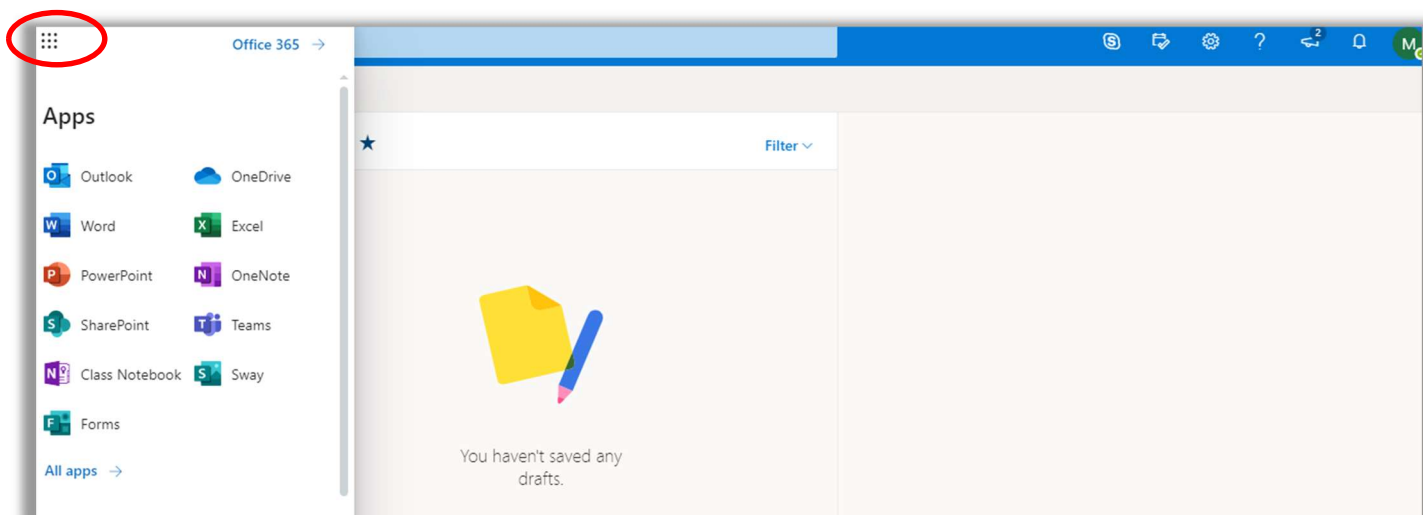 Office 365
2
M
Apps
Filter
Outlook
OneDrive
Word
Excel
PowerPoint
OneNote
SharePoint
Teams
Class Notebook
Sway
Forms
All apps
You haven't saved any
drafts.